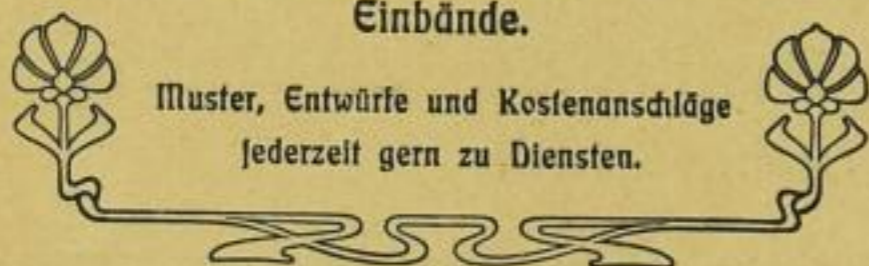 Einbände.
Muster, Entwürfe und Kostenanschläge
jederzeit gern zu Diensten.